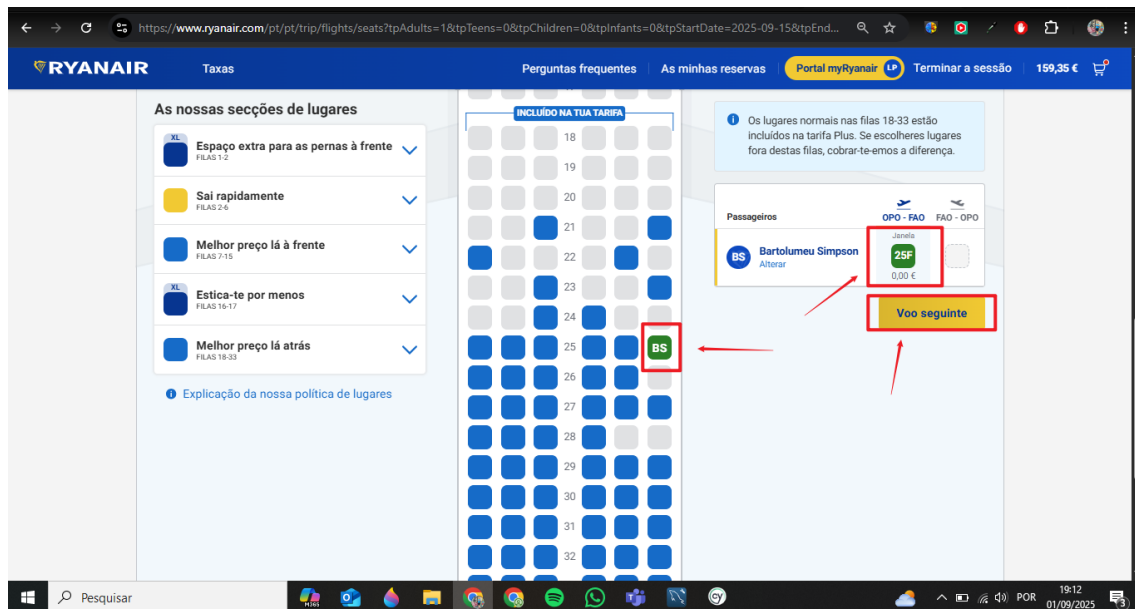 https://www.ryanair.com/pt/pt/trip/flights/seats?tpAdults=1&tpTeens=0&tpChildren=0&tpInfants=0&tpStartDate=2025-09-15&tpEnd...
RYANAIR
Taxas
Perguntas frequentes
As minhas reservas
Portal myRyanair LP
Terminar a sessão
159,35 €
As nossas secções de lugares
XL
Espaço extra para as pernas à frente
FILAS 1-2
Sai rapidamente
FILAS 2-6
Melhor preço lá à frente
FILAS 7-15
XL
Estica-te por menos
FILAS 16-17
Melhor preço lá atrás
FILAS 18-33
Explicação da nossa política de lugares
INCLUÍDO NA TUA TARIFA
18
19
20
21
22
23
24
25 BS
26
27
28
29
30
31
32
Os lugares normais nas filas 18-33 estão
incluídos na tarifa Plus. Se escolheres lugares
fora destas filas, cobrar-te-emos a diferença.
Passageiros
OPO - FAO
FAO - OPO
BS
Bartolumeu Simpson
Alterar
Janela
25F
0,00 €
Voo seguinte
Pesquisar
M365
CY
POR
19:12
01/09/2025
3